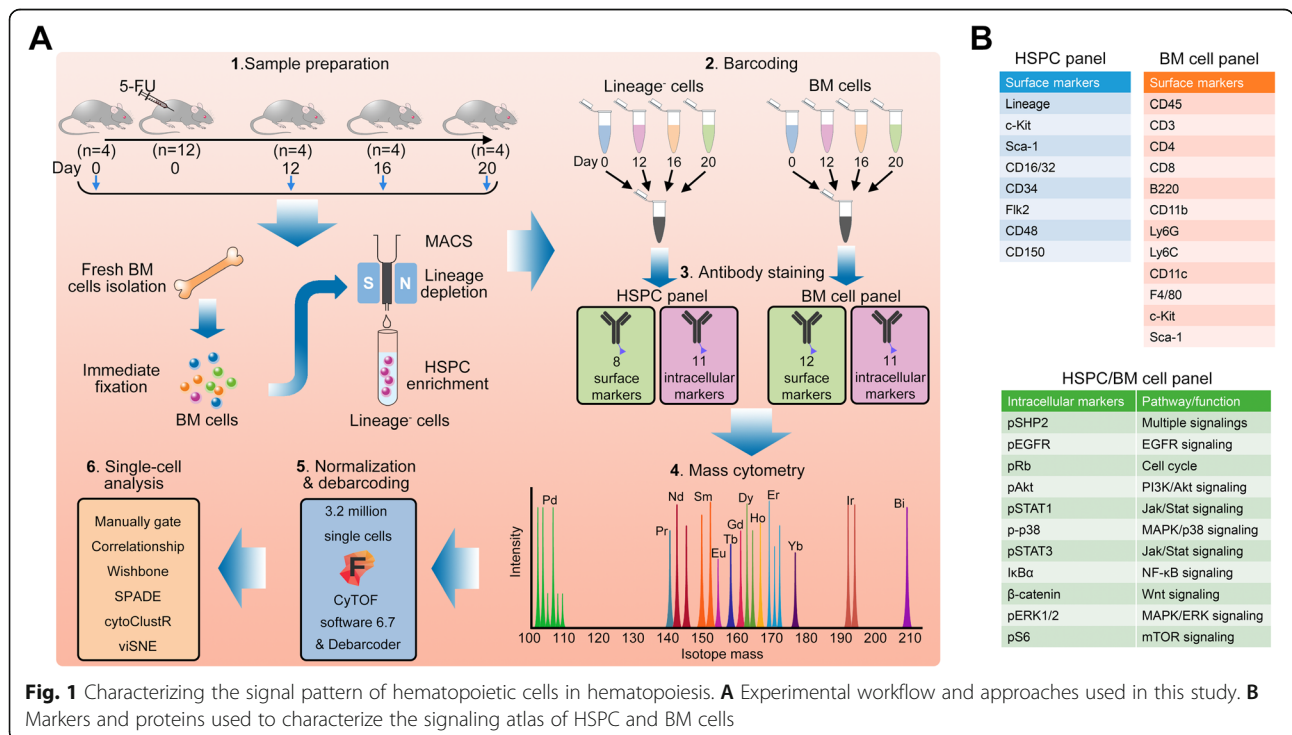 A
1.Sample preparation
5-FU
(n=4) (n=12) (n=4) (n=4) (n=4)
Day 0 0 12 16 20
Fresh BM
cells isolation
Immediate
fixation
BM cells
MACS
S N
Lineage
depletion
HSPC
enrichment
Lineage⁻ cells
2. Barcoding
Lineage⁻ cells
BM cells
Day 0 12 16 20
0 12 16 20
3. Antibody staining
HSPC panel
8
surface
markers
11
intracellular
markers
BM cell panel
12
surface
markers
11
intracellular
markers
4. Mass cytometry
Intensity
Pd
Pr
Nd
Sm
Eu
Tb
Gd
Dy
Ho
Er
Yb
Ir
Bi
100 110 120 130 140 150 160 170 180 190 200 210
Isotope mass
5. Normalization
& debarcoding
3.2 million
single cells
F
CyTOF
software 6.7
& Debarcoder
6. Single-cell
analysis
Manually gate
Correlationship
Wishbone
SPADE
cytoClustR
viSNE
B
HSPC panel
Surface markers
Lineage
c-Kit
Sca-1
CD16/32
CD34
Flk2
CD48
CD150
BM cell panel
Surface markers
CD45
CD3
CD4
CD8
B220
CD11b
Ly6G
Ly6C
CD11c
F4/80
c-Kit
Sca-1
HSPC/BM cell panel
Intracellular markers Pathway/function
pSHP2 Multiple signalings
pEGFR EGFR signaling
pRb Cell cycle
pAkt PI3K/Akt signaling
pSTAT1 Jak/Stat signaling
p-p38 MAPK/p38 signaling
pSTAT3 Jak/Stat signaling
IκBα NF-κB signaling
β-catenin Wnt signaling
pERK1/2 MAPK/ERK signaling
pS6 mTOR signaling
Fig. 1 Characterizing the signal pattern of hematopoietic cells in hematopoiesis. A Experimental workflow and approaches used in this study. B
Markers and proteins used to characterize the signaling atlas of HSPC and BM cells